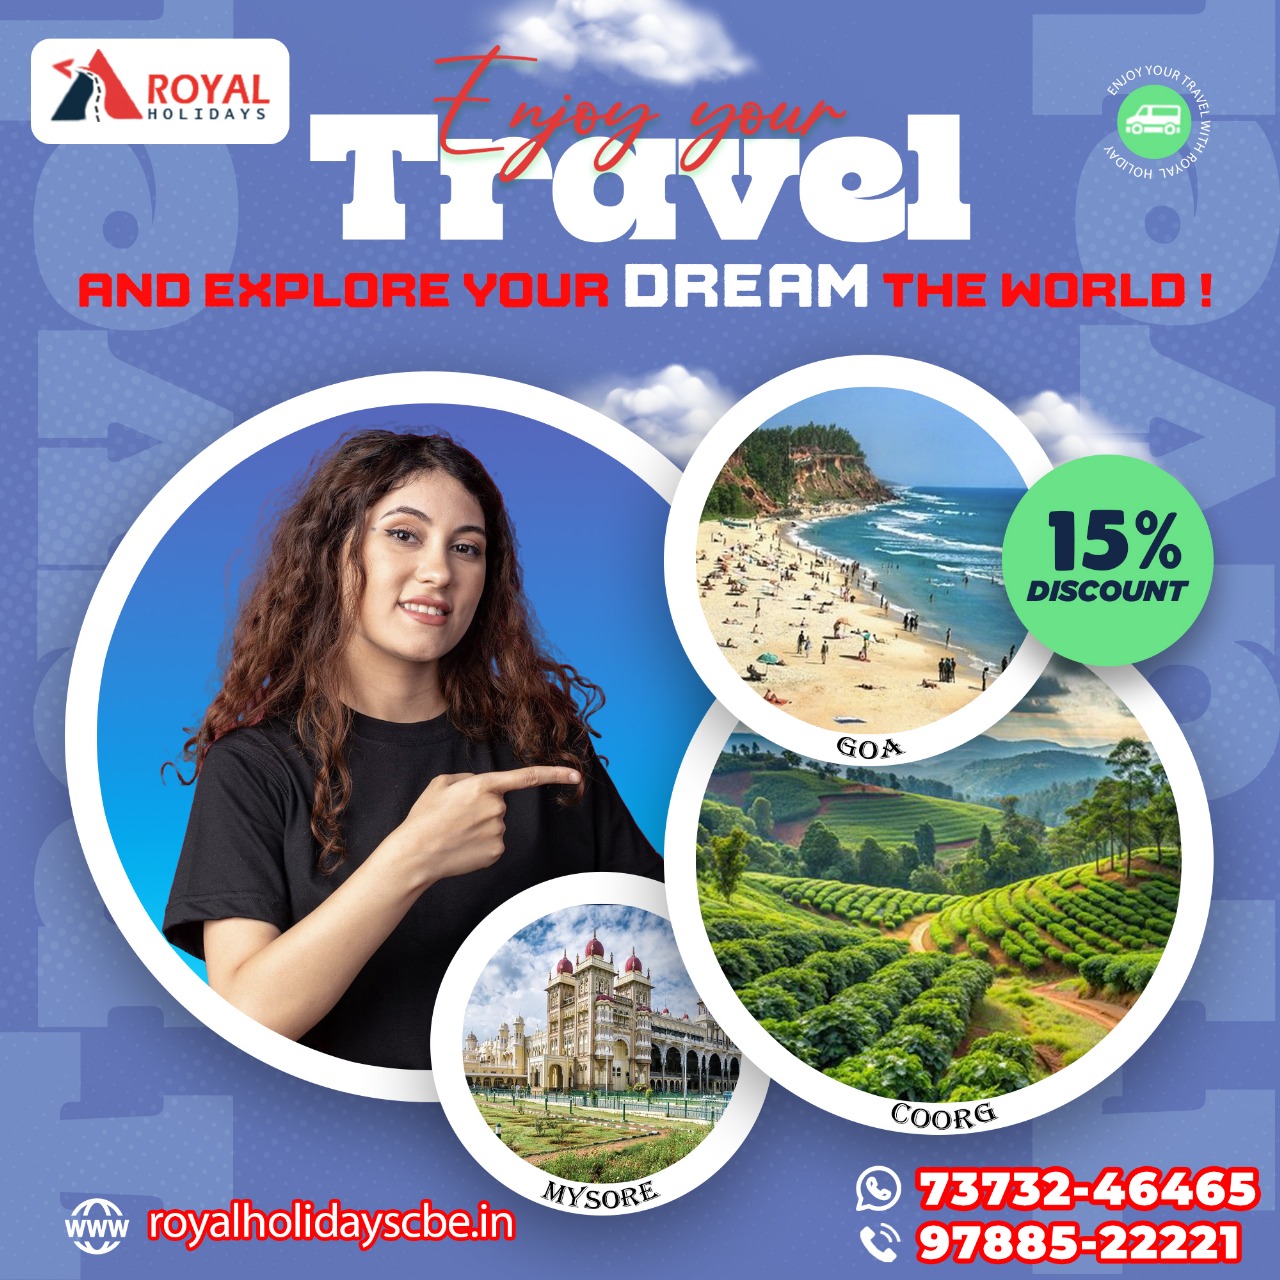 ROYAL
HOLIDAYS
Enjoy your
Travel
AND EXPLORE YOUR DREAM THE WORLD !
ENJOY YOUR TRAVEL WITH ROYAL HOLIDAY
15%
DISCOUNT
GOA
COORG
MYSORE
www
royalholidayscbe.in
73732-46465
97885-22221